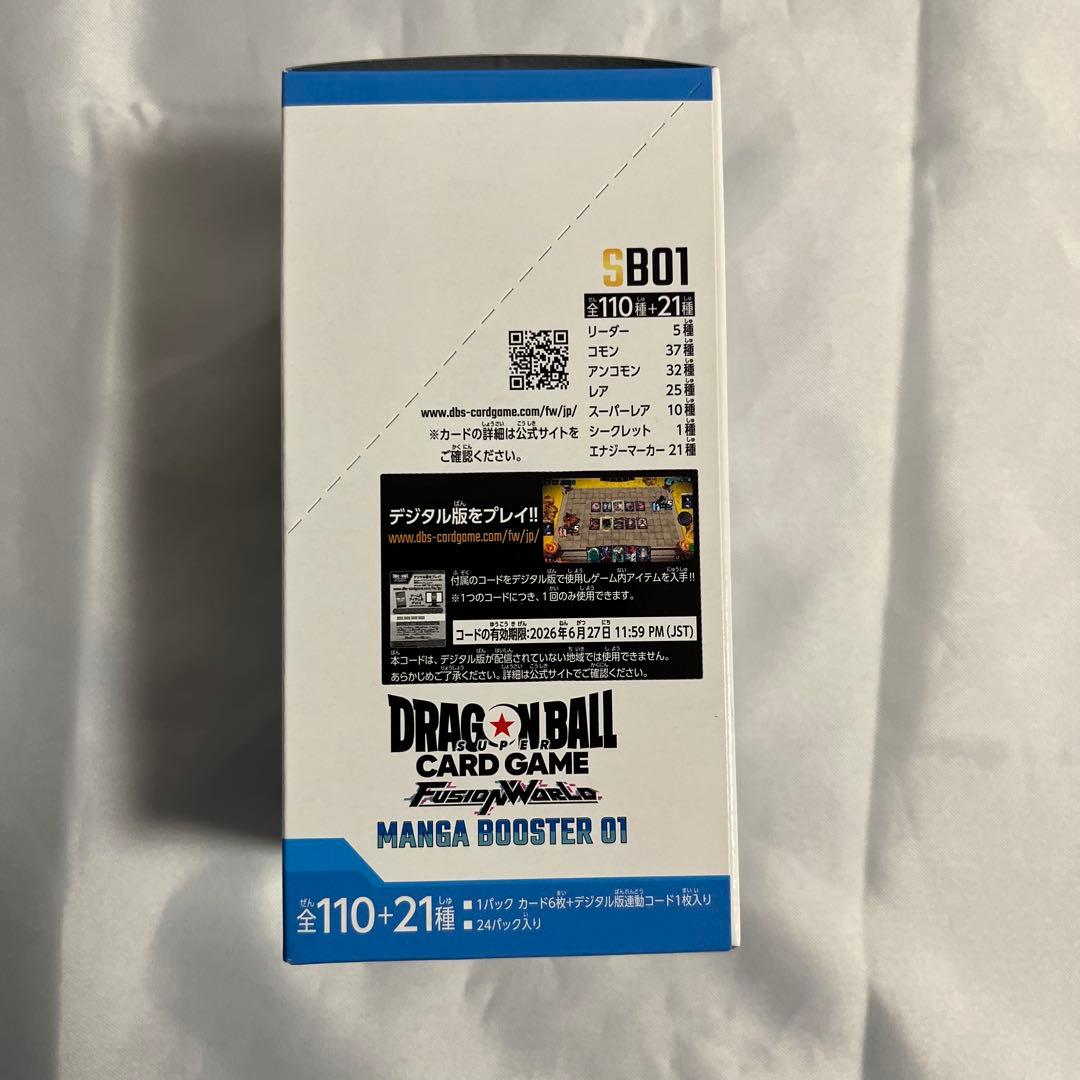 SB01
全110種+21種
リーダー 5種
コモン 37種
アンコモン 32種
レア 25種
スーパーレア 10種
シークレット 1種
エナジーマーカー 21種
www.dbs-cardgame.com/fw/jp/
※カードの詳細は公式サイトを
ご確認ください。
デジタル版をプレイ!!
www.dbs-cardgame.com/fw/jp/
付属のコードをデジタル版で使用しゲーム内アイテムを入手!!
※1つのコードにつき、1回のみ使用できます。
コードの有効期限:2026年6月27日 11:59 PM (JST)
本コードは、デジタル版が配信されていない地域では使用できません。
あらかじめご了承ください。詳細は公式サイトでご確認ください。
DRAGON BALL
SUPER
CARD GAME
FUSION WORLD
MANGA BOOSTER 01
全110+21種
■ 1パック カード6枚+デジタル版連動コード1枚入り
■ 24パック入り